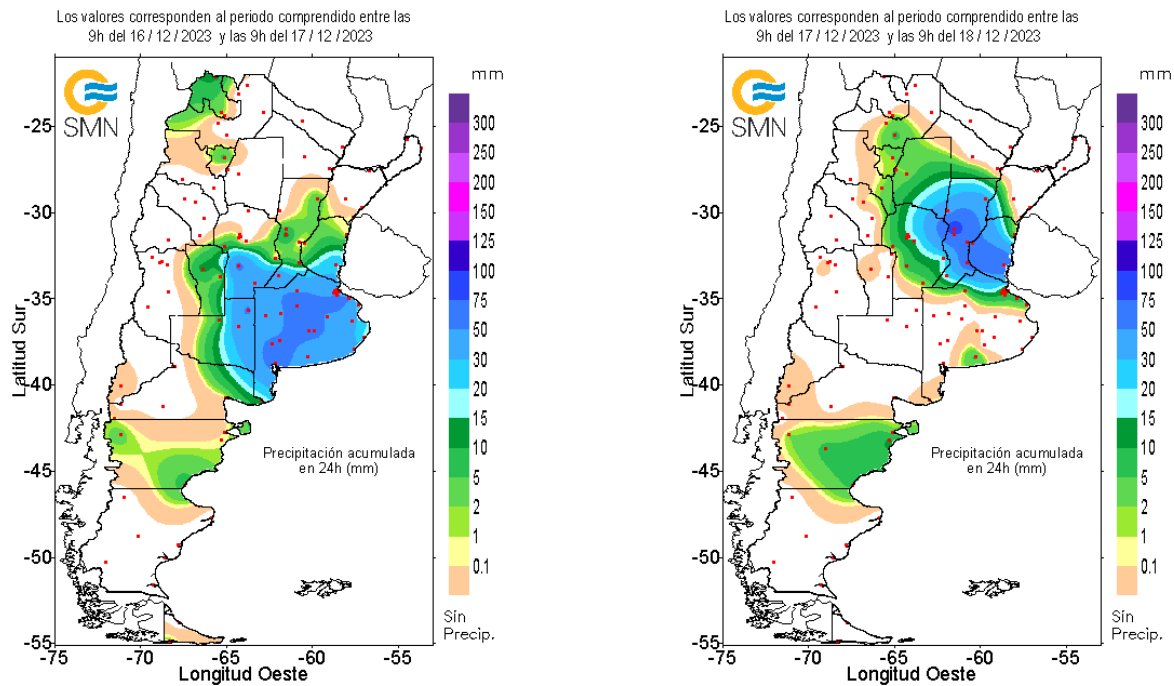 Los valores corresponden al periodo comprendido entre las
9h del 16 / 12 / 2023 y las 9h del 17 / 12 / 2023
SMN
mm
300
250
200
150
125
100
75
50
30
20
15
10
5
2
1
0.1
Sin
Precip.
Precipitación acumulada
en 24h (mm)
Latitud Sur
-25
-30
-35
-40
-45
-50
-55
-75
-70
-65
-60
-55
Longitud Oeste
Los valores corresponden al periodo comprendido entre las
9h del 17 / 12 / 2023 y las 9h del 18 / 12 / 2023
SMN
mm
300
250
200
150
125
100
75
50
30
20
15
10
5
2
1
0.1
Sin
Precip.
Precipitación acumulada
en 24h (mm)
Latitud Sur
-25
-30
-35
-40
-45
-50
-55
-75
-70
-65
-60
-55
Longitud Oeste